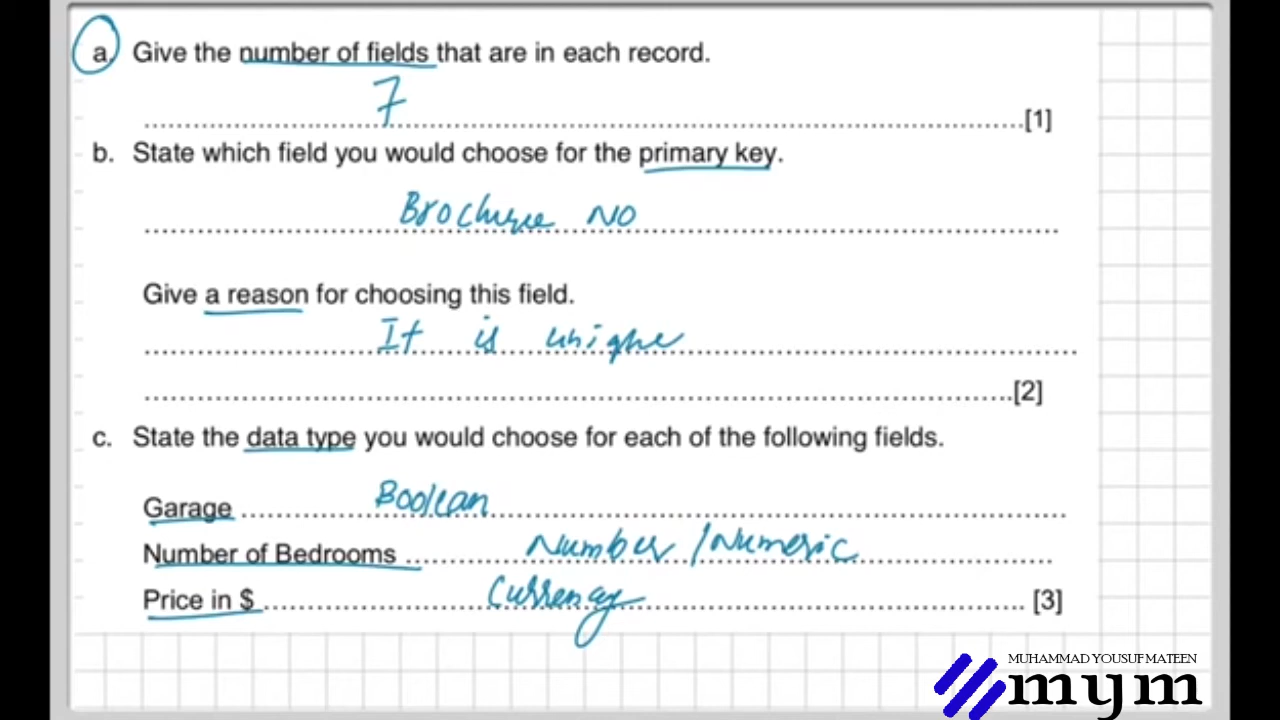 a. Give the number of fields that are in each record.
7
[1]
b. State which field you would choose for the primary key.
Brochure NO
Give a reason for choosing this field.
It is unique
[2]
c. State the data type you would choose for each of the following fields.
Garage Boolean
Number of Bedrooms Number / Numeric
Price in $ Currency [3]
MUHAMMAD YOUSUF MATEEN
mym